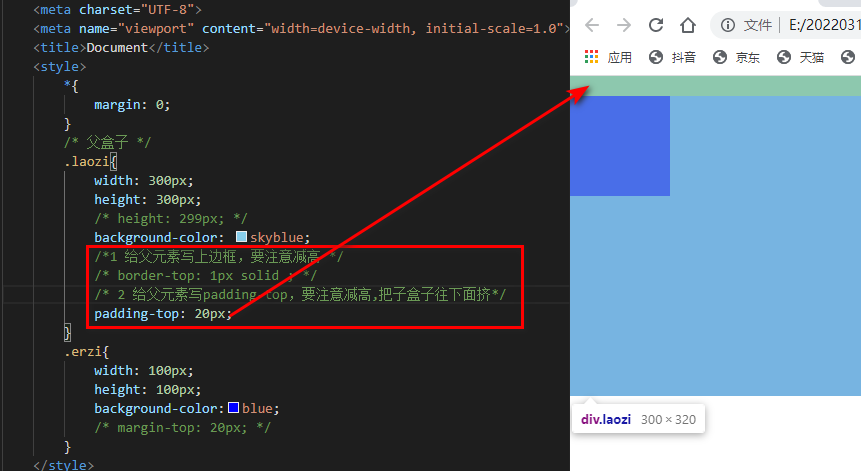 <meta charset="UTF-8">
<meta name="viewport" content="width=device-width, initial-scale=1.0">
<title>Document</title>
<style>
*{
margin: 0;
}
/* 父盒子 */
.laozi{
width: 300px;
height: 300px;
/* height: 299px; */
background-color: skyblue;
/*1 给父元素写上边框，要注意减高 */
/* border-top: 1px solid ; */
/* 2 给父元素写padding-top，要注意减高,把子盒子往下面挤*/
padding-top: 20px;
}
.erzi{
width: 100px;
height: 100px;
background-color: blue;
/* margin-top: 20px; */
}
</style>
文件 | E:/2022031
应用 抖音 京东 天猫
div.laozi 300 × 320